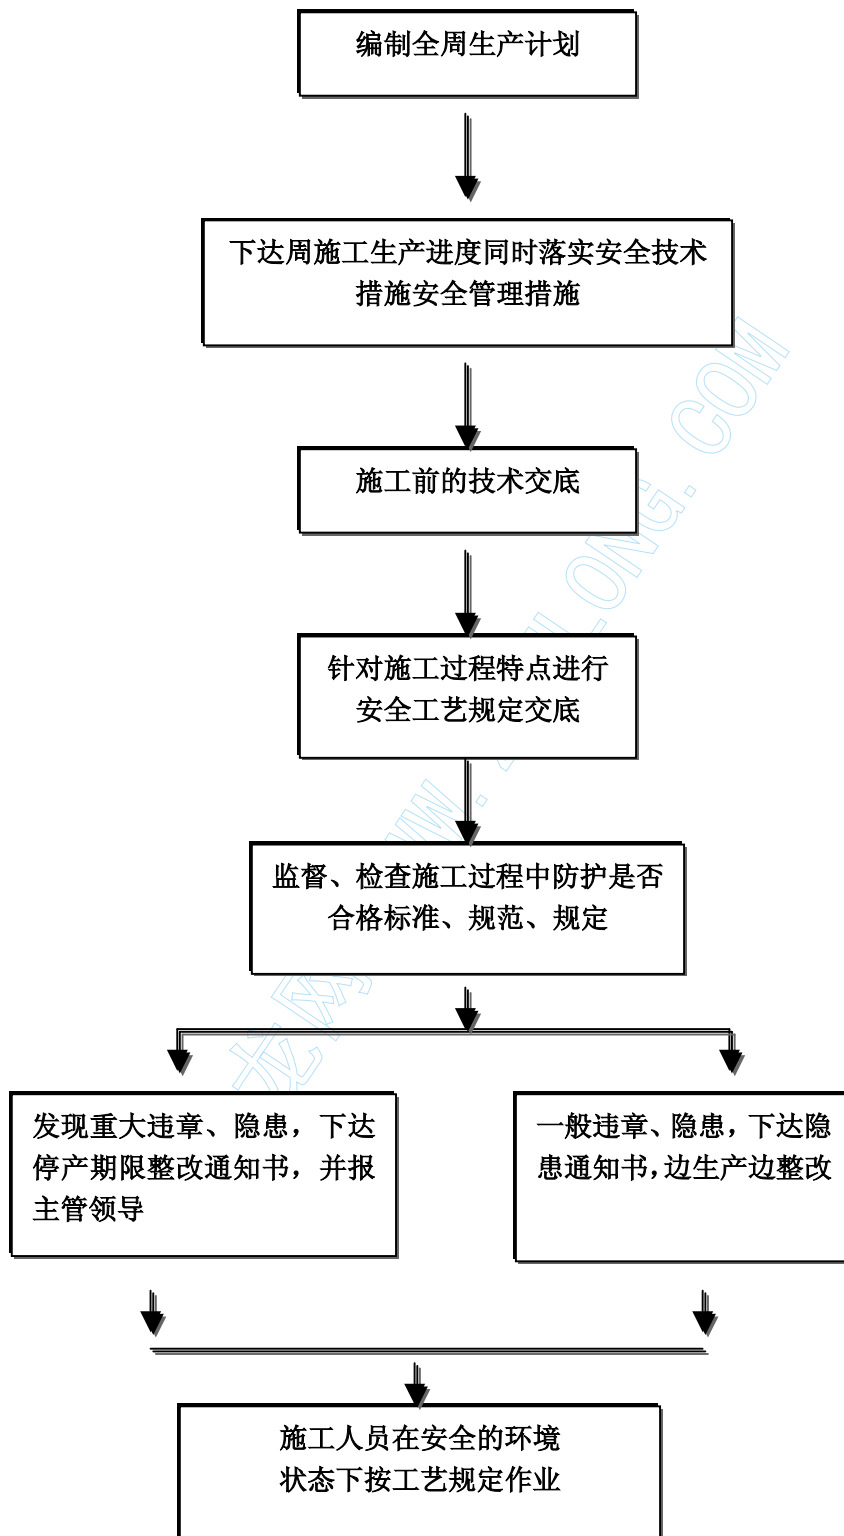 编制全周生产计划
下达周施工生产进度同时落实安全技术
措施安全管理措施
施工前的技术交底
针对施工过程特点进行
安全工艺规定交底
监督、检查施工过程中防护是否
合格标准、规范、规定
发现重大违章、隐患，下达
停产期限整改通知书，并报
主管领导
一般违章、隐患，下达隐
患通知书，边生产边整改
施工人员在安全的环境
状态下按工艺规定作业